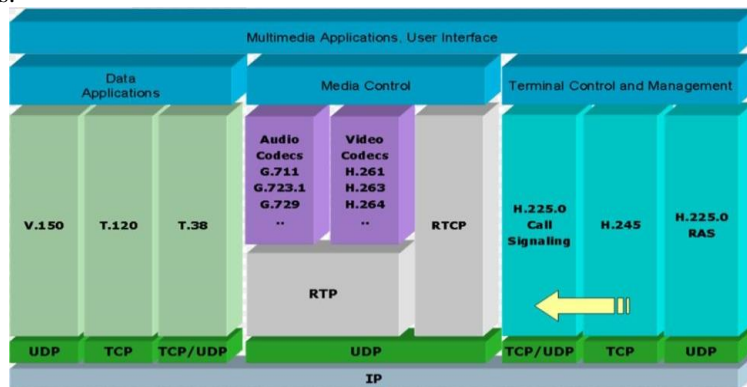 Multimedia Applications, User Interface
Data
Applications
Media Control
Terminal Control and Management
V.150
T.120
T.38
Audio
Codecs
G.711
G.723.1
G.729
..
Video
Codecs
H.261
H.263
H.264
..
RTCP
RTP
H.225.0
Call
Signaling
H.245
H.225.0
RAS
UDP
TCP
TCP/UDP
UDP
TCP/UDP
TCP
UDP
IP